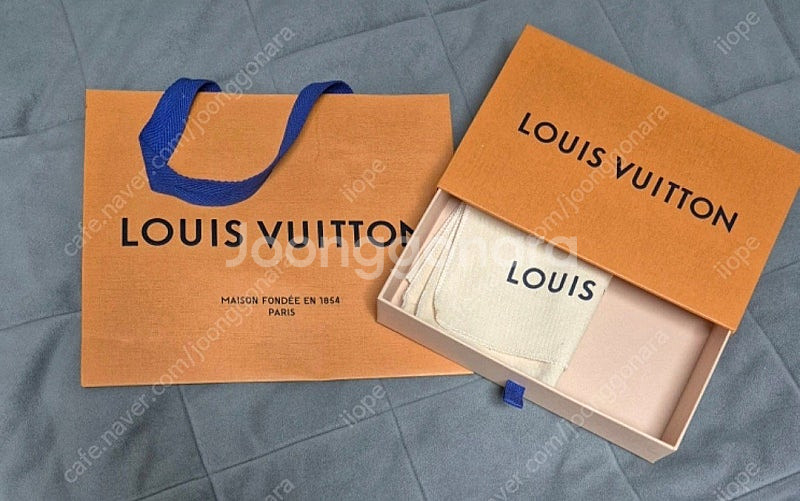 LOUIS VUITTON
MAISON FONDÉE EN 1854
PARIS
LOUIS VUITTON
LOUIS
Joonggonara
cafe.naver.com/joonggonara
iiope